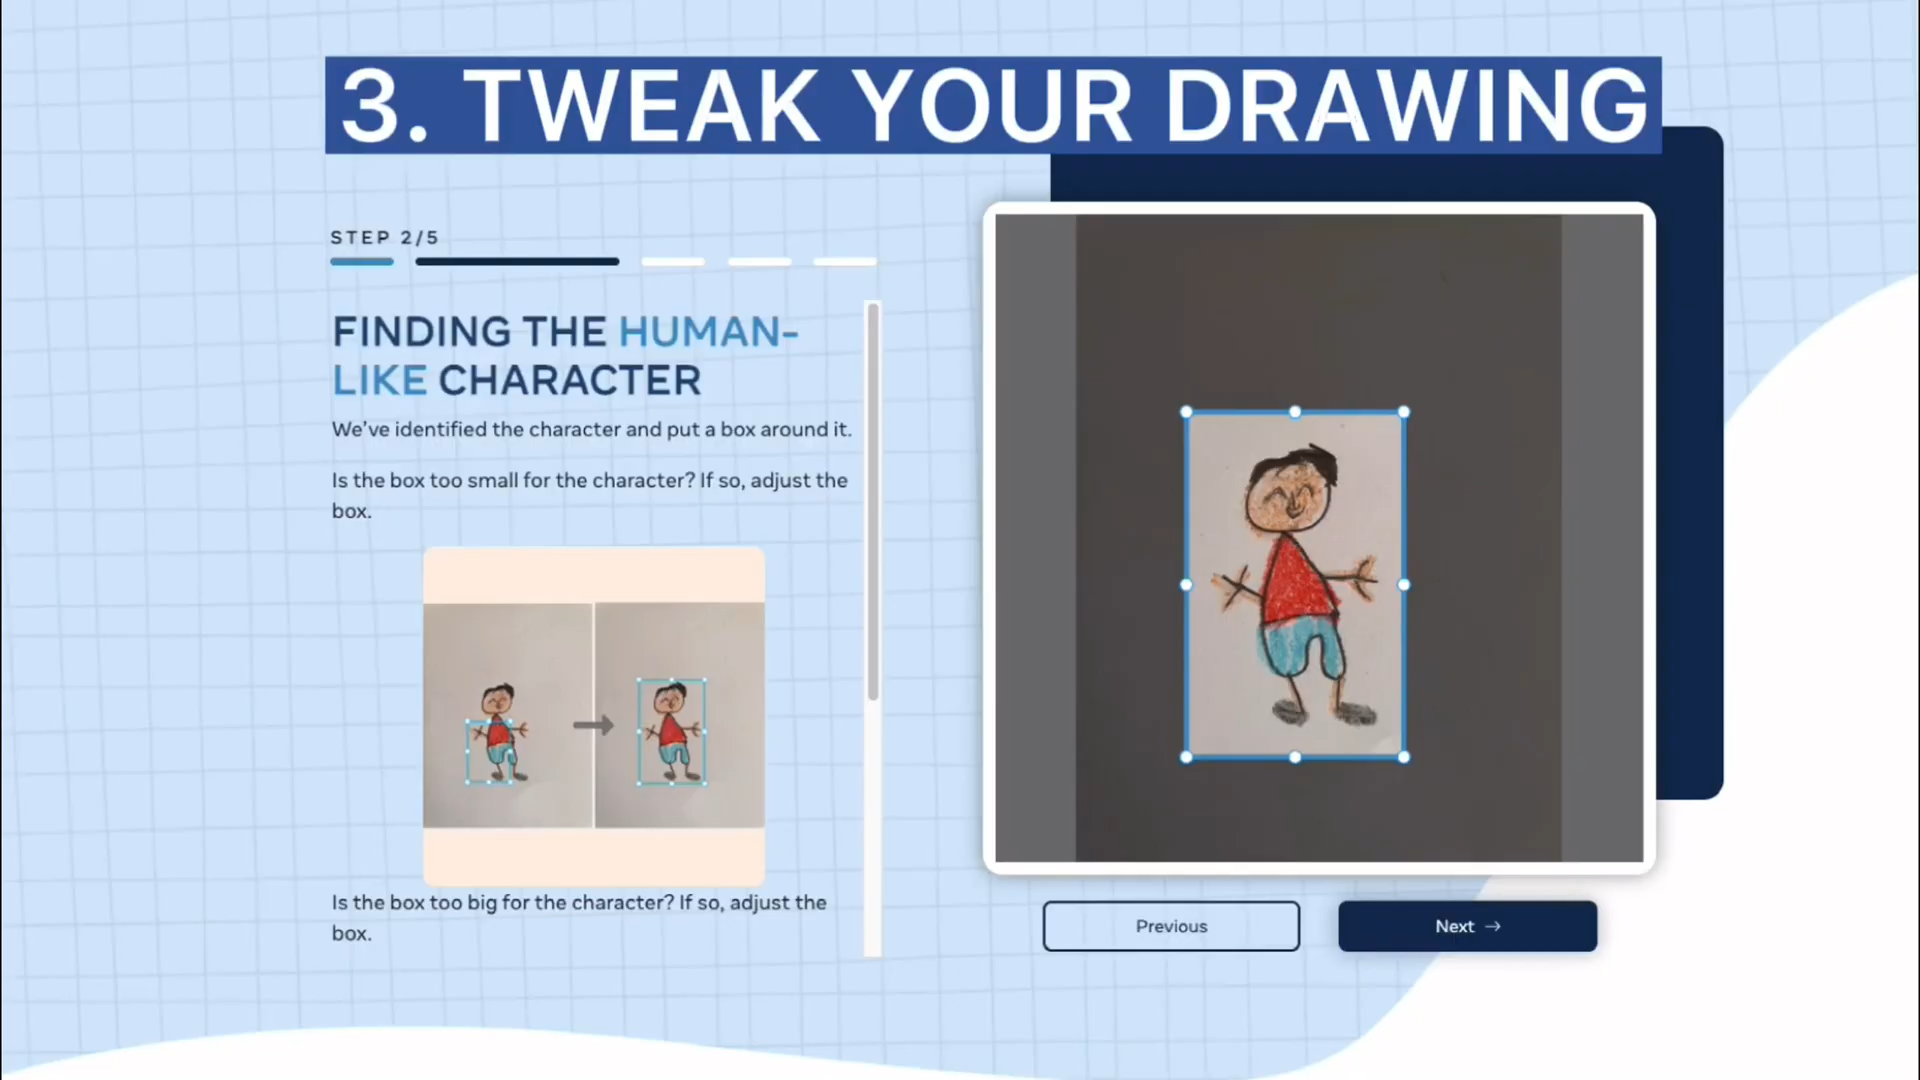 3. TWEAK YOUR DRAWING
STEP 2/5
FINDING THE HUMAN-
LIKE CHARACTER
We've identified the character and put a box around it.
Is the box too small for the character? If so, adjust the
box.
Is the box too big for the character? If so, adjust the
box.
Previous
Next →